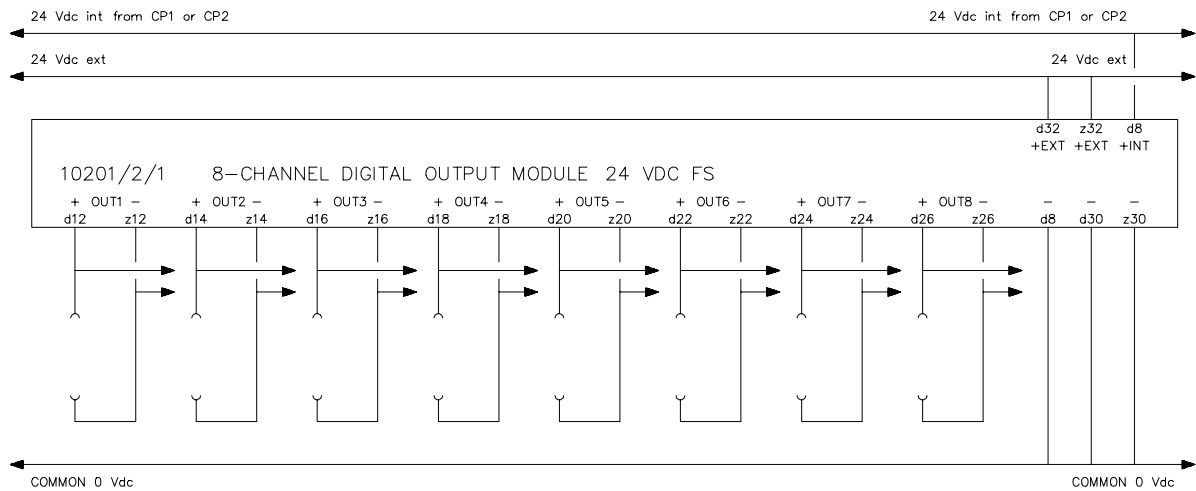 24 Vdc int from CP1 or CP2 24 Vdc int from CP1 or CP2
24 Vdc ext 24 Vdc ext
d32 z32 d8
+EXT +EXT +INT
10201/2/1 8-CHANNEL DIGITAL OUTPUT MODULE 24 VDC FS
+ OUT1 - + OUT2 - + OUT3 - + OUT4 - + OUT5 - + OUT6 - + OUT7- + OUT8 - - - -
d12 z12 d14 z14 d16 z16 d18 z18 d20 z20 d22 z22 d24 z24 d26 z26 d8 d30 z30
COMMON 0 Vdc COMMON 0 Vdc